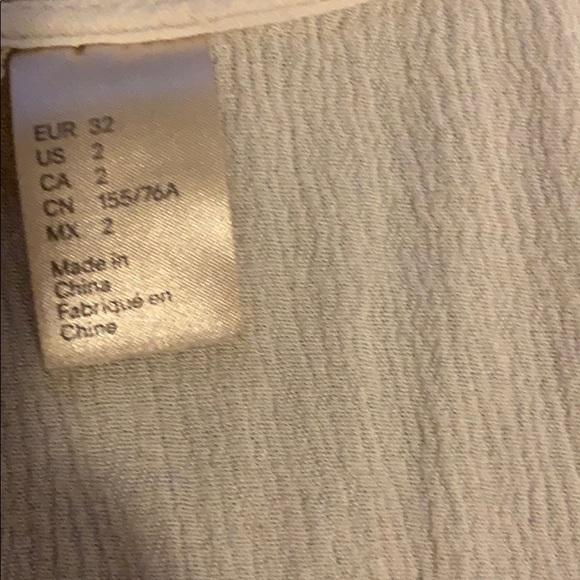 EUR 32
US 2
CA 2
CN 155/76A
MX 2
Made in
China
Fabriqué en
Chine